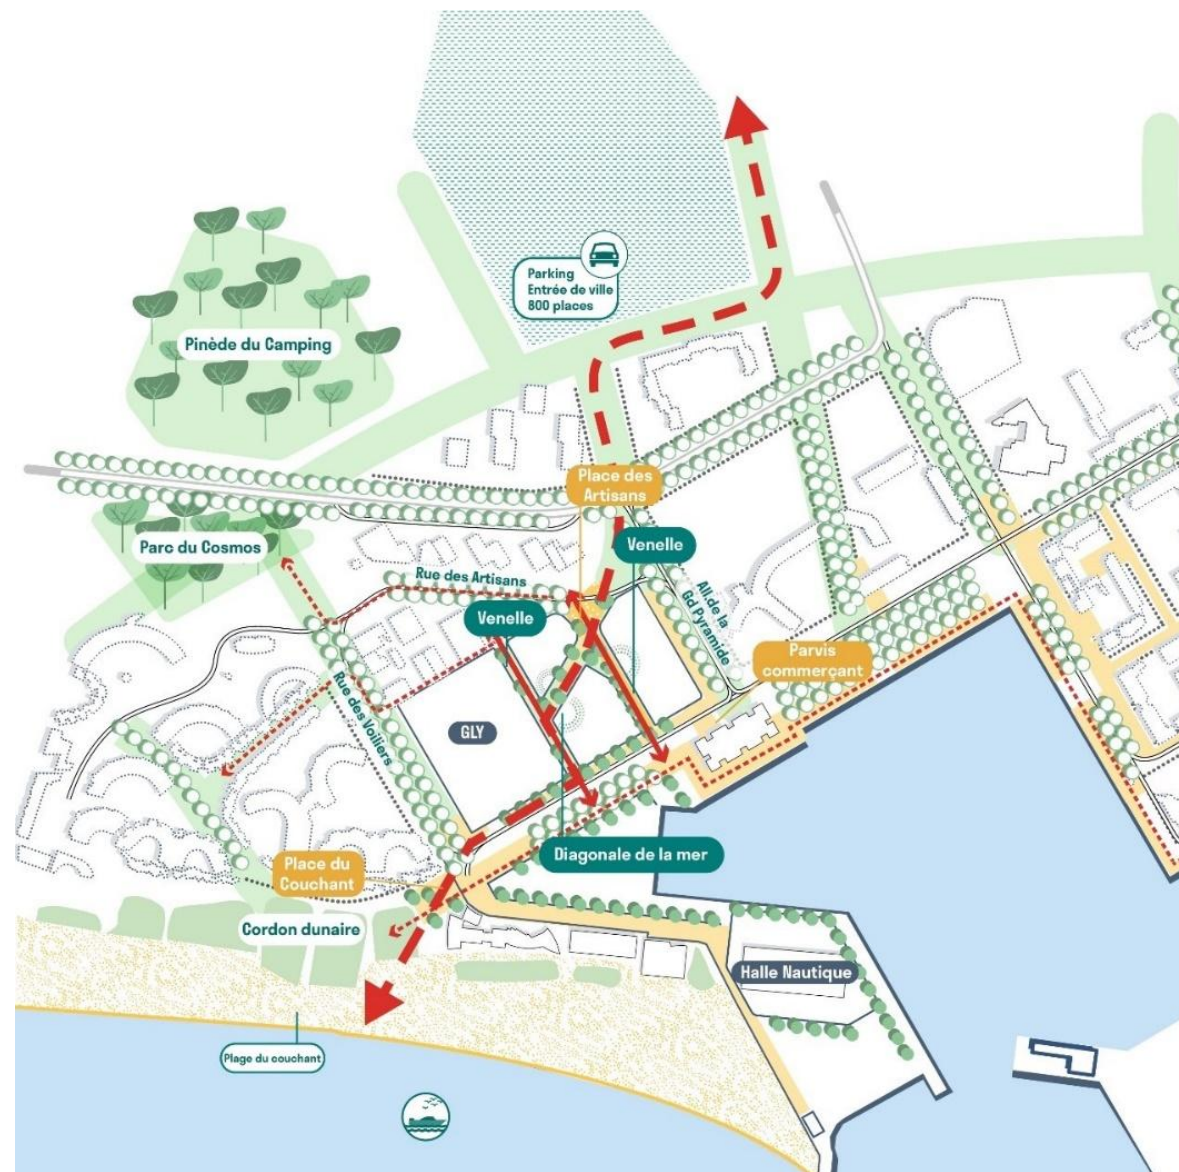 Parking
Entrée de ville
800 places
Pinède du Camping
Place des
Artisans
Venelle
Parc du Cosmos
Rue des Artisans
Venelle
All.de la
Gd Pyramide
Parvis
commerçant
Rue des Voiliers
GLY
Diagonale de la mer
Place du
Couchant
Cordon dunaire
Halle Nautique
Plage du couchant